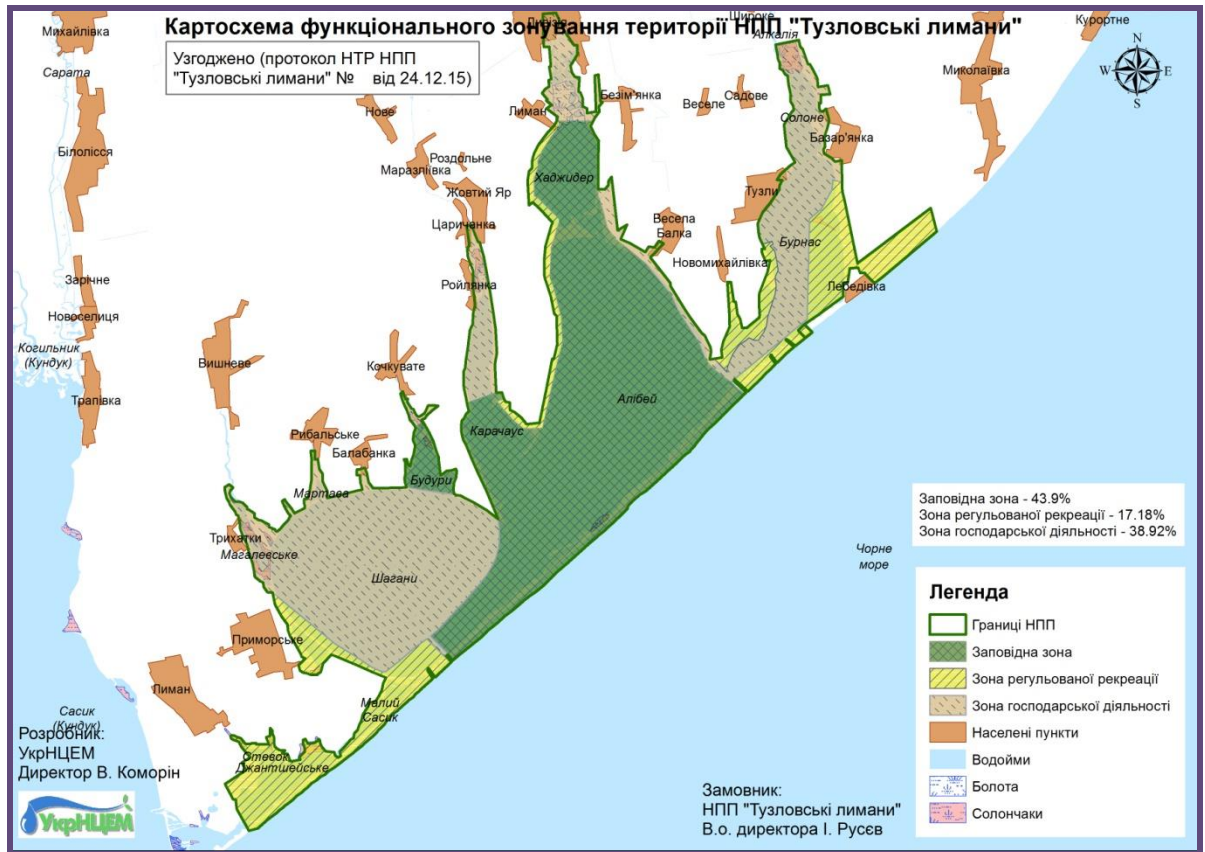 Картосхема функціонального зонування території НПП "Тузловські лимани"
Узгоджено (протокол НТР НПП
"Тузловські лимани" № від 24.12.15)
Михайлівка
Сарата
Широке
Алкалія
Курортне
N
W
E
S
Миколаївка
Нове
Лиман
Безім'янка
Веселе
Садове
Солоне
Базар'янка
Білолісся
Роздольне
Маразліївка
Жовтий Яр
Хаджидер
Тузли
Царичанка
Весела
Балка
Бурнас
Новомихайлівка
Зарічне
Ройлянка
Лебедівка
Новоселиця
Когильник
(Кундук)
Вишневе
Кочкувате
Трапівка
Алібей
Карачаус
Рибальське
Балабанка
Будури
Мартаза
Трихатки
Магалевське
Шагани
Чорне
море
Приморське
Лиман
Малий
Сасик
Сасик
(Кундук)
Стевок
Джантшейське
Заповідна зона - 43.9%
Зона регульованої рекреації - 17.18%
Зона господарської діяльності - 38.92%
Легенда
Границі НПП
Заповідна зона
Зона регульованої рекреації
Зона господарської діяльності
Населені пункти
Водойми
Болота
Солончаки
Розробник:
УкрНЦЕМ
Директор В. Коморін
УкрНЦЕМ
Замовник:
НПП "Тузловські лимани"
В.о. директора І. Русєв